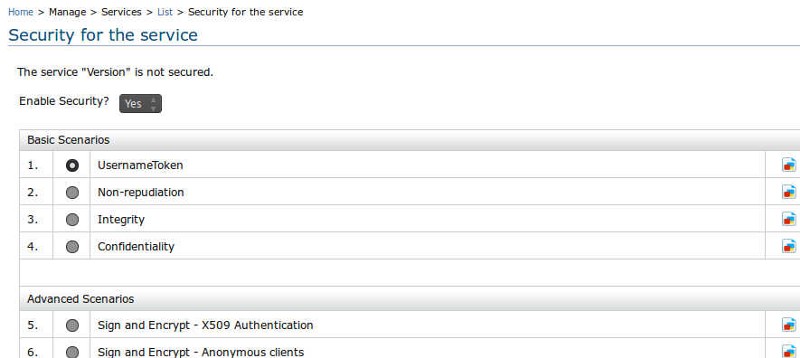 Home > Manage > Services > List > Security for the service
Security for the service
The service "Version" is not secured.
Enable Security? Yes
Basic Scenarios
1. UsernameToken
2. Non-repudiation
3. Integrity
4. Confidentiality
Advanced Scenarios
5. Sign and Encrypt - X509 Authentication
6. Sign and Encrypt - Anonymous clients